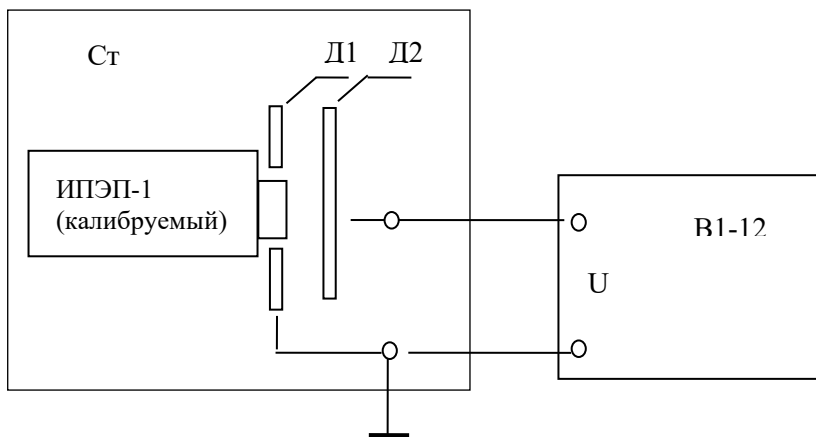 Ст
Д1
Д2
ИПЭП-1
(калибруемый)
В1-12
U